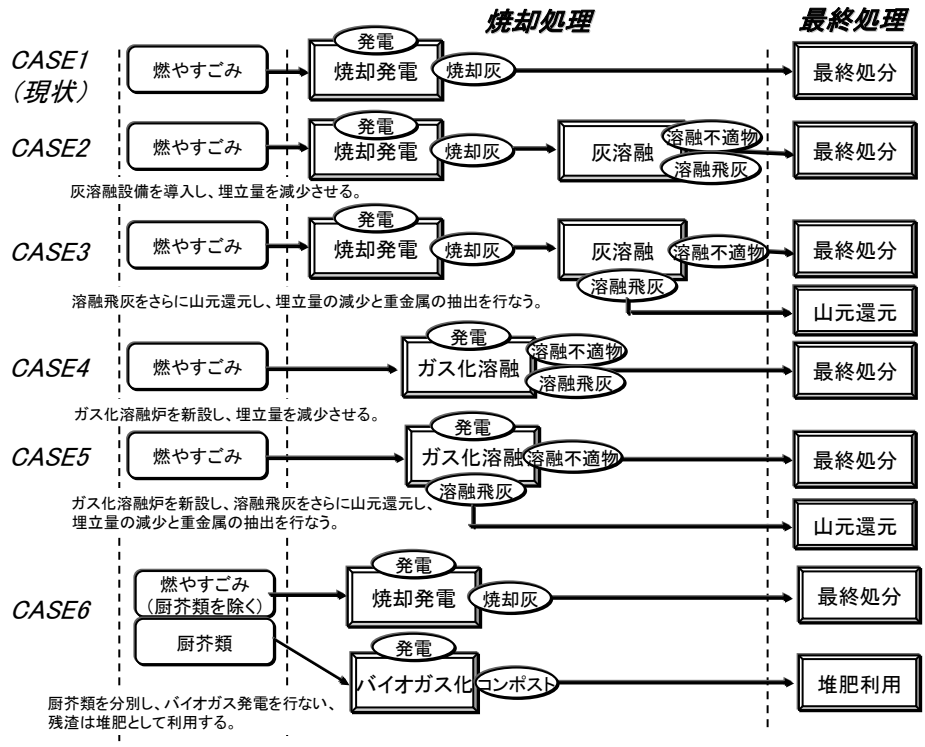 焼却処理
最終処理
CASE1
(現状)
燃やすごみ
発電
焼却発電
焼却灰
最終処分
CASE2
燃やすごみ
発電
焼却発電
焼却灰
灰溶融
溶融不適物
溶融飛灰
最終処分
灰溶融設備を導入し、埋立量を減少させる。
CASE3
燃やすごみ
発電
焼却発電
焼却灰
灰溶融
溶融不適物
最終処分
溶融飛灰
溶融飛灰をさらに山元還元し、埋立量の減少と重金属の抽出を行なう。
山元還元
CASE4
燃やすごみ
発電
ガス化溶融
溶融不適物
溶融飛灰
最終処分
ガス化溶融炉を新設し、埋立量を減少させる。
CASE5
燃やすごみ
発電
ガス化溶融
溶融不適物
最終処分
溶融飛灰
ガス化溶融炉を新設し、溶融飛灰をさらに山元還元し、
埋立量の減少と重金属の抽出を行なう。
山元還元
CASE6
燃やすごみ
(厨芥類を除く)
発電
焼却発電
焼却灰
最終処分
厨芥類
発電
バイオガス化
コンポスト
堆肥利用
厨芥類を分別し、バイオガス発電を行ない、
残渣は堆肥として利用する。